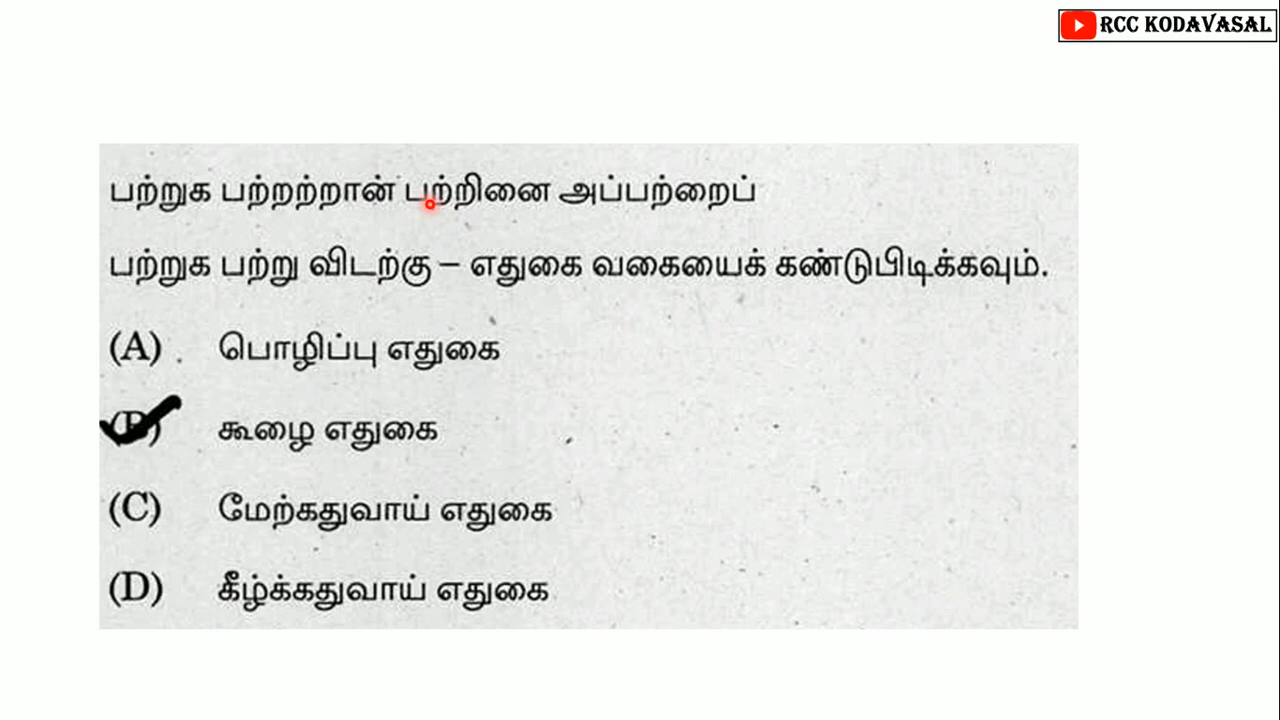 RCC KODAVASAL
பற்றுக பற்றற்றான் பற்றினை அப்பற்றைப்
பற்றுக பற்று விடற்கு – எதுகை வகையைக் கண்டுபிடிக்கவும்.
(A) பொழிப்பு எதுகை
(B) கூழை எதுகை
(C) மேற்கதுவாய் எதுகை
(D) கீழ்க்கதுவாய் எதுகை